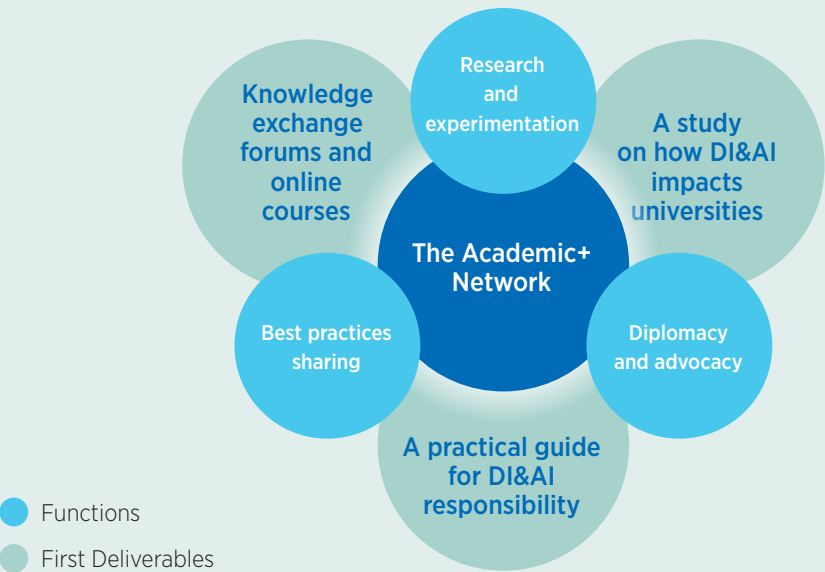 Research
and
experimentation
Knowledge
exchange
forums and
online
courses
A study
on how DI&AI
impacts
universities
The Academic+
Network
Best practices
sharing
Diplomacy
and advocacy
A practical guide
for DI&AI
responsibility
Functions
First Deliverables